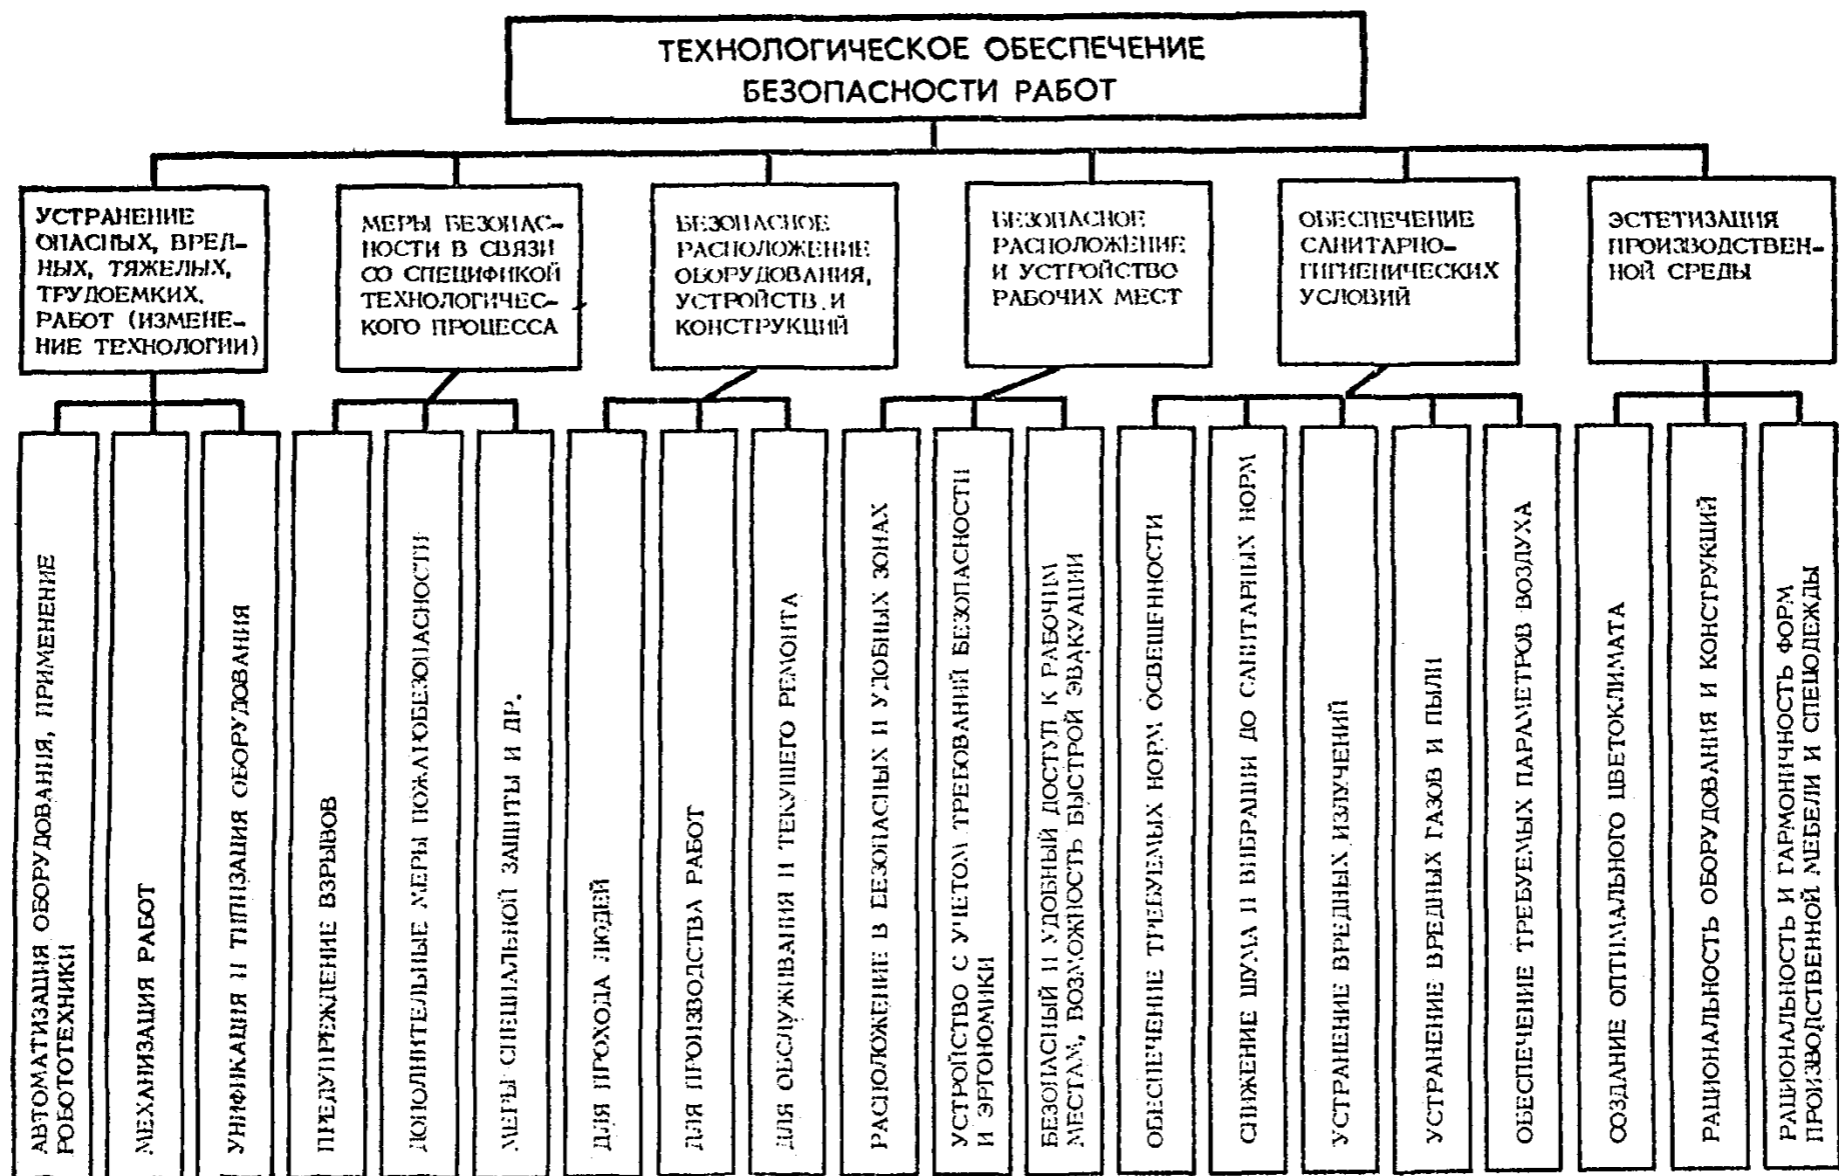 ТЕХНОЛОГИЧЕСКОЕ ОБЕСПЕЧЕНИЕ
БЕЗОПАСНОСТИ РАБОТ
УСТРАНЕНИЕ
ОПАСНЫХ, ВРЕД-
НЫХ, ТЯЖЕЛЫХ,
ТРУДОЕМКИХ.
РАБОТ (ИЗМЕНЕ-
НИЕ ТЕХНОЛОГИИ)
МЕРЫ БЕЗОПАС-
НОСТИ В СВЯЗИ
СО СПЕЦИФИКОЙ
ТЕХНОЛОГИЧЕС-
КОГО ПРОЦЕССА
БЕЗОПАСНОЕ
РАСПОЛОЖЕНИЕ
ОБОРУДОВАНИЯ,
УСТРОЙСТВ И
КОНСТРУКЦИЙ
БЕЗОПАСНОЕ
РАСПОЛОЖЕНИЕ
И УСТРОЙСТВО
РАБОЧИХ МЕСТ
ОБЕСПЕЧЕНИЕ
САНИТАРНО-
ГИГИЕНИЧЕСКИХ
УСЛОВИЙ
ЭСТЕТИЗАЦИЯ
ПРОИЗВОДСТВЕН-
НОЙ СРЕДЫ
АВТОМАТИЗАЦИЯ ОБОРУДОВАНИЯ, ПРИМЕНЕНИЕ
РОБОТОТЕХНИКИ
МЕХАНИЗАЦИЯ РАБОТ
УНИФИКАЦИЯ И ТИПИЗАЦИЯ ОБОРУДОВАНИЯ
ПРЕДУПРЕЖДЕНИЕ ВЗРЫВОВ
ДОПОЛНИТЕЛЬНЫЕ МЕРЫ ПОЖАРОБЕЗОПАСНОСТИ
МЕРЫ СПЕЦИАЛЬНОЙ ЗАЩИТЫ И ДР.
ДЛЯ ПРОХОДА ЛЮДЕЙ
ДЛЯ ПРОИЗВОДСТВА РАБОТ
ДЛЯ ОБСЛУЖИВАНИЯ И ТЕКУЩЕГО РЕМОНТА
РАСПОЛОЖЕНИЕ В БЕЗОПАСНЫХ И УДОБНЫХ ЗОНАХ
УСТРОЙСТВО С УЧЕТОМ ТРЕБОВАНИЙ БЕЗОПАСНОСТИ
И ЭРГОНОМИКИ
БЕЗОПАСНЫЙ И УДОБНЫЙ ДОСТУП К РАБОЧИМ
МЕСТАМ, ВОЗМОЖНОСТЬ БЫСТРОЙ ЭВАКУАЦИИ
ОБЕСПЕЧЕНИЕ ТРЕБУЕМЫХ НОРМ ОСВЕЩЕННОСТИ
СНИЖЕНИЕ ШУМА И ВИБРАЦИИ ДО САНИТАРНЫХ НОРМ
УСТРАНЕНИЕ ВРЕДНЫХ ИЗЛУЧЕНИЙ
УСТРАНЕНИЕ ВРЕДНЫХ ГАЗОВ И ПЫЛИ
ОБЕСПЕЧЕНИЕ ТРЕБУЕМЫХ ПАРАМЕТРОВ ВОЗДУХА
СОЗДАНИЕ ОПТИМАЛЬНОГО ЦВЕТОКЛИМАТА
РАЦИОНАЛЬНОСТЬ ОБОРУДОВАНИЯ И КОНСТРУКЦИЙ
РАЦИОНАЛЬНОСТЬ И ГАРМОНИЧНОСТЬ ФОРМ
ПРОИЗВОДСТВЕННОЙ МЕБЕЛИ И СПЕЦОДЕЖДЫ